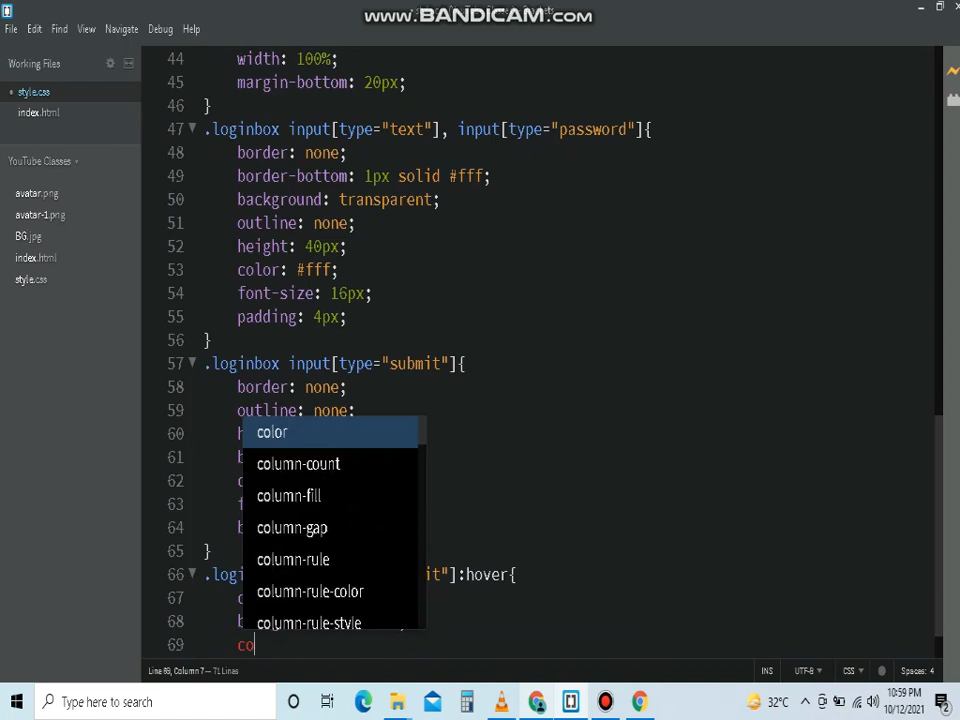 www.BANDICAM.com
File Edit Find View Navigate Debug Help
Working Files
style.css
index.html
YouTube Classes
avatar.png
avatar-1.png
BG.jpg
index.html
style.css
44 width: 100%;
45 margin-bottom: 20px;
46 }
47 .loginbox input[type="text"], input[type="password"]{
48 border: none;
49 border-bottom: 1px solid #fff;
50 background: transparent;
51 outline: none;
52 height: 40px;
53 color: #fff;
54 font-size: 16px;
55 padding: 4px;
56 }
57 .loginbox input[type="submit"]{
58 border: none;
59 outline: none;
60 h
61 b
62 c
63 f
64 b
65 }
66 .logi it"]:hover{
67 c
68 b
69 co
color
column-count
column-fill
column-gap
column-rule
column-rule-color
column-rule-style
Line 69, Column 7 — 71 Lines
INS UTF-8 CSS Spaces: 4
Type here to search
32°C
10:59 PM
10/12/2021
2